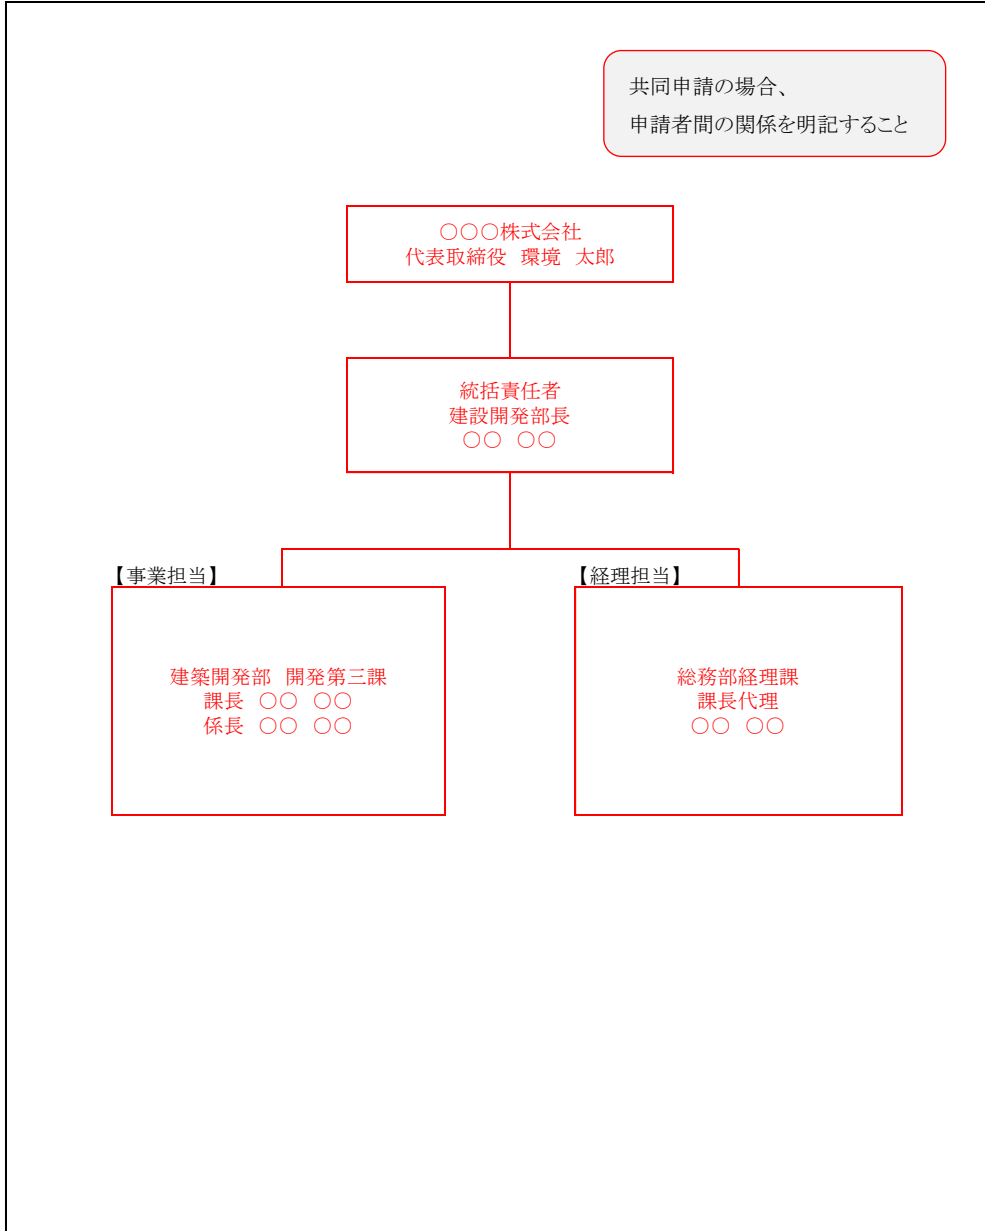 共同申請の場合、
申請者間の関係を明記すること
○○○株式会社
代表取締役 環境 太郎
統括責任者
建設開発部長
○○ ○○
【事業担当】
建築開発部 開発第三課
課長 ○○ ○○
係長 ○○ ○○
【経理担当】
総務部経理課
課長代理
○○ ○○